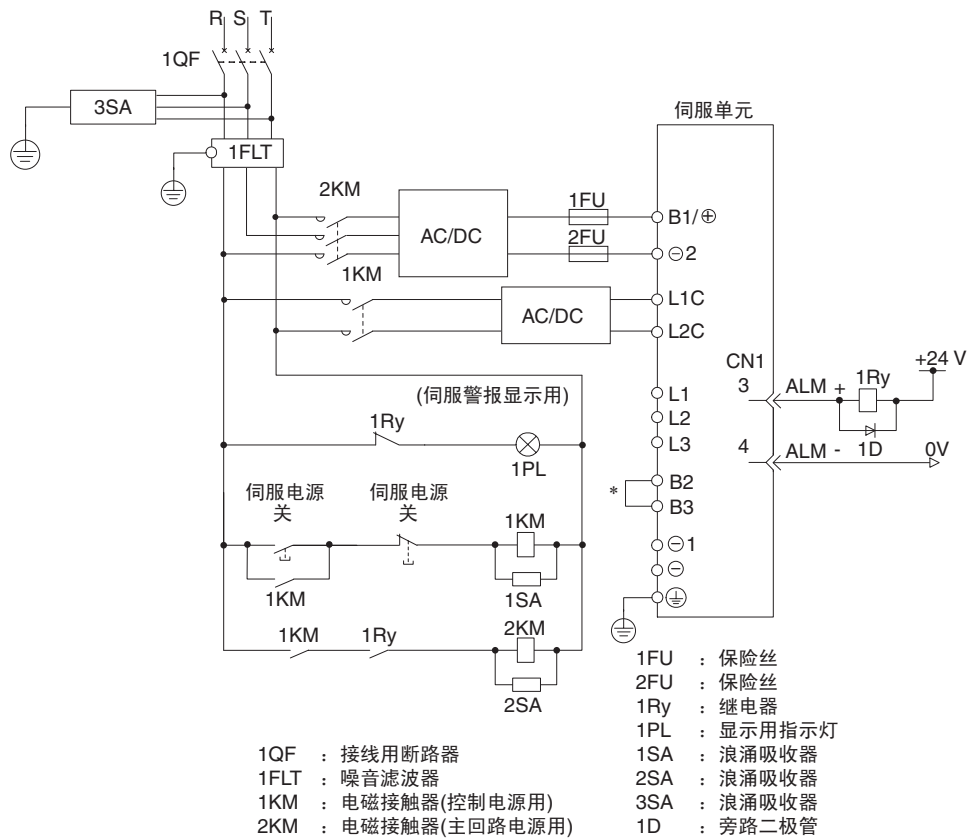 R S T
1QF
3SA
1FLT
伺服单元
2KM
1FU
B1/⊕
AC/DC
2FU
⊖2
1KM
L1C
AC/DC
L2C
CN1
+24 V
3
ALM +
1Ry
(伺服警报显示用)
L1
1Ry
L2
4
ALM -
1D
0V
L3
1PL
B2
*
B3
伺服电源
关
伺服电源
关
1KM
⊖1
1KM
1SA
⊖
1KM
1Ry
2KM
2SA
1FU : 保险丝
2FU : 保险丝
1Ry : 继电器
1PL : 显示用指示灯
1QF : 接线用断路器
1SA : 浪涌吸收器
1FLT : 噪音滤波器
2SA : 浪涌吸收器
1KM : 电磁接触器(控制电源用)
3SA : 浪涌吸收器
2KM : 电磁接触器(主回路电源用)
1D : 旁路二极管